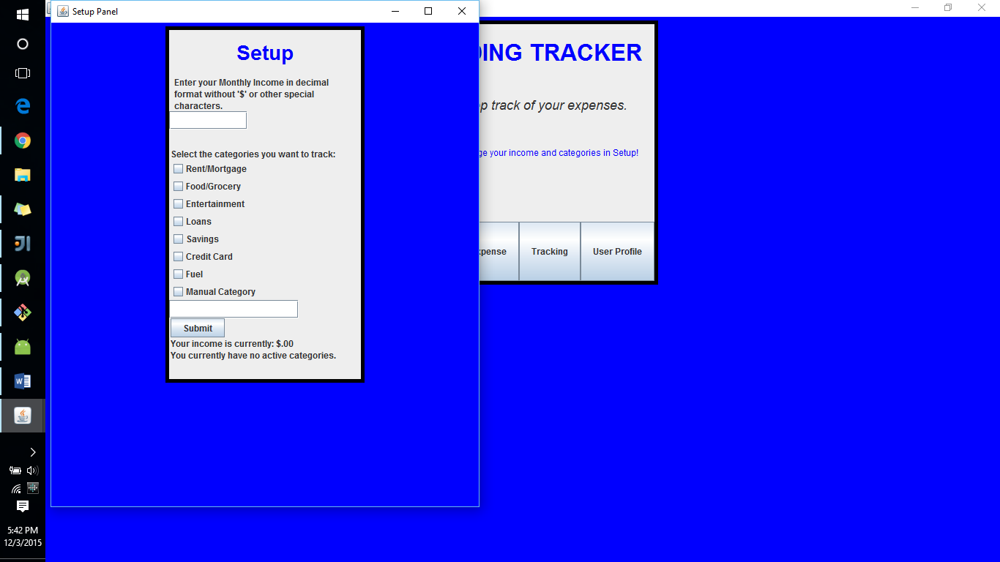 Setup Panel
Setup
Enter your Monthly Income in decimal
format without '$' or other special
characters.
Select the categories you want to track:
Rent/Mortgage
Food/Grocery
Entertainment
Loans
Savings
Credit Card
Fuel
Manual Category
Submit
Your income is currently: $.00
You currently have no active categories.
DING TRACKER
p track of your expenses.
ge your income and categories in Setup!
pense
Tracking
User Profile
5:42 PM
12/3/2015